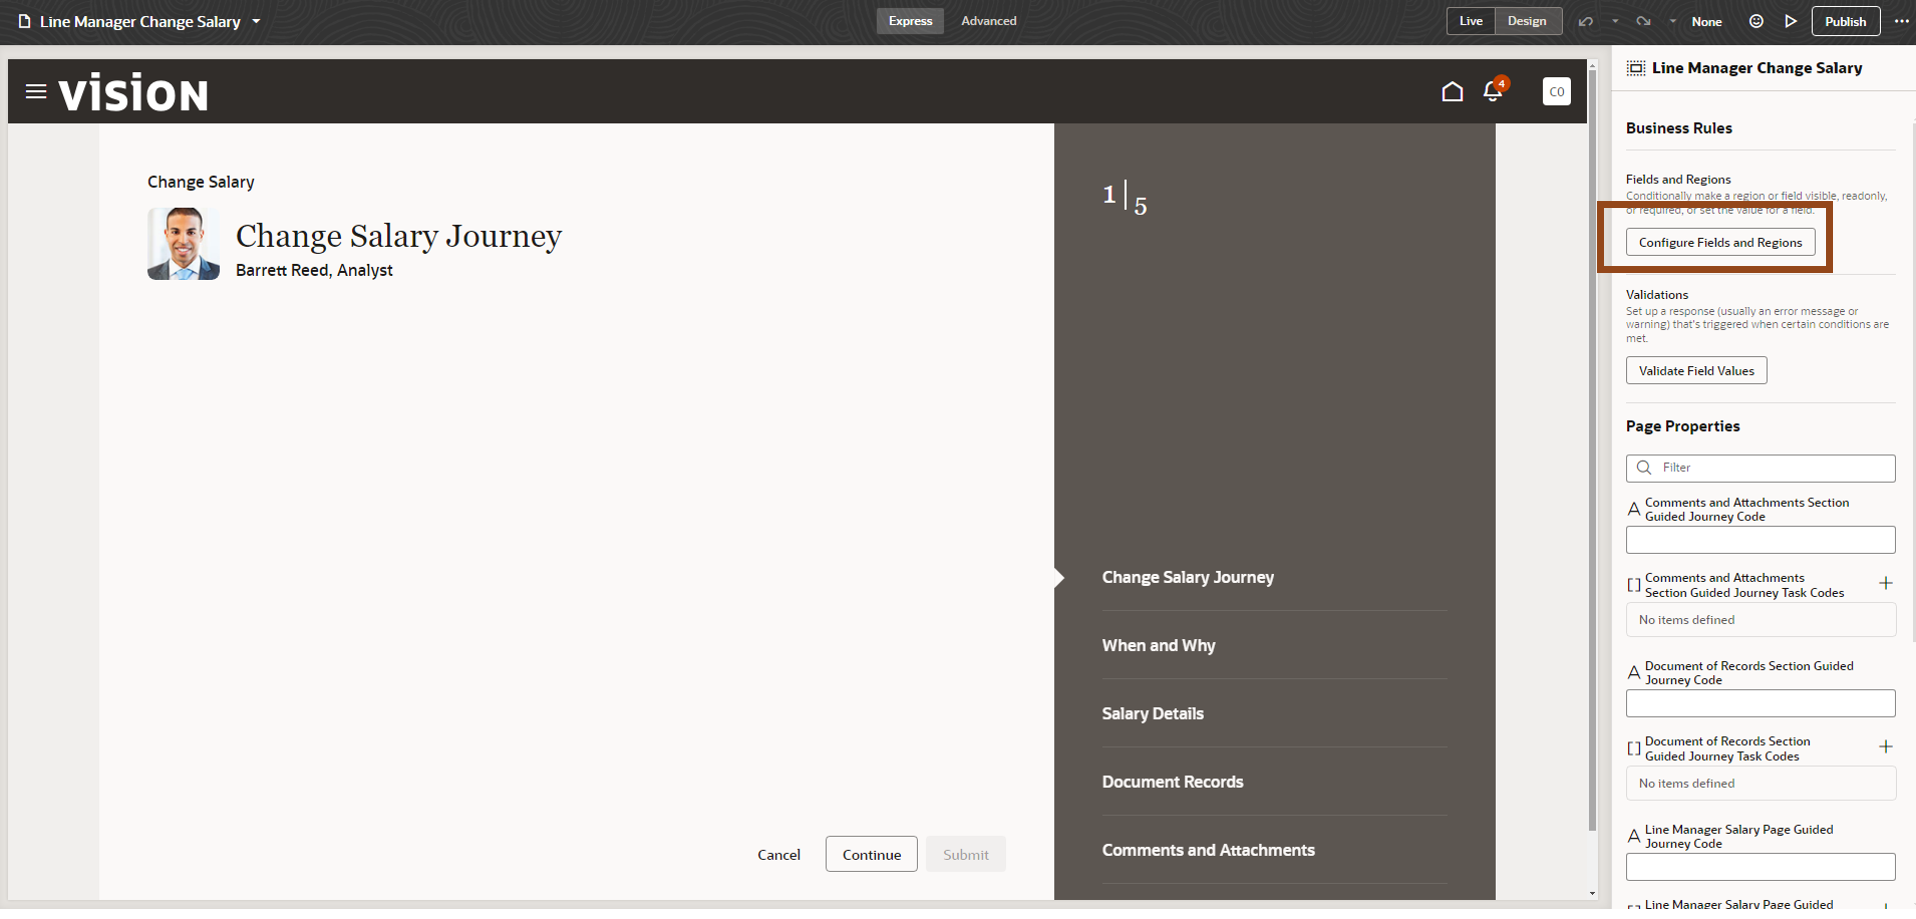 Line Manager Change Salary
Express
Advanced
Live
Design
None
Publish
vision
4
C0
Change Salary
Change Salary Journey
Barrett Reed, Analyst
1
5
Change Salary Journey
When and Why
Salary Details
Document Records
Comments and Attachments
Cancel
Continue
Submit
Line Manager Change Salary
Business Rules
Fields and Regions
Conditionally make a region or field visible, readonly,
or required, or set the value for a field.
Configure Fields and Regions
Validations
Set up a response (usually an error message or
warning) that's triggered when certain conditions are
met.
Validate Field Values
Page Properties
Filter
A
Comments and Attachments Section
Guided Journey Code
[ ]
Comments and Attachments
Section Guided Journey Task Codes
No items defined
A
Document of Records Section Guided
Journey Code
[ ]
Document of Records Section
Guided Journey Task Codes
No items defined
A
Line Manager Salary Page Guided
Journey Code
Line Manager Salary Page Guided